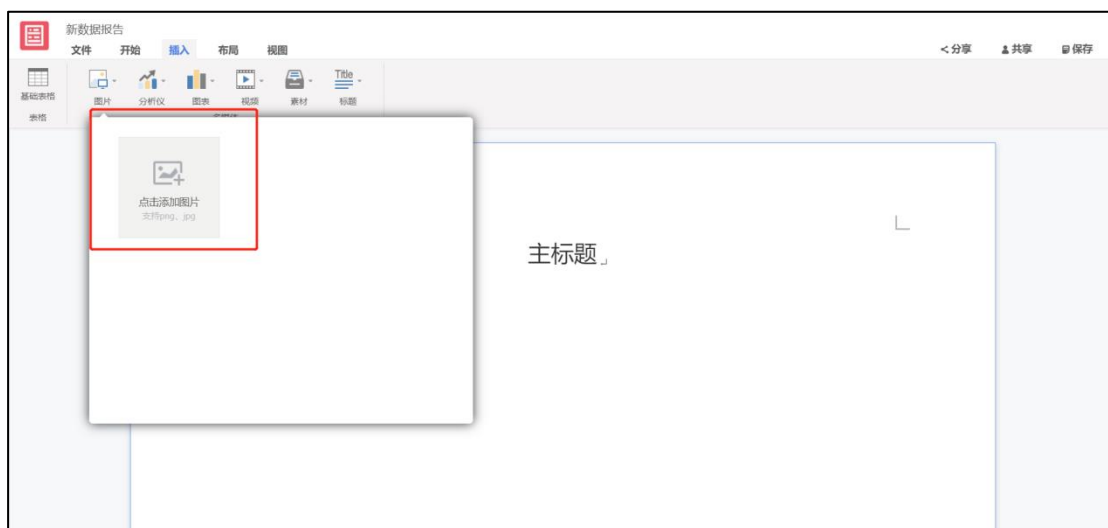 新数据报告
文件 开始 插入 布局 视图
分享 共享 保存
基础表格 图片 分析仪 图表 视频 素材 Title 标题
表格
点击添加图片
支持png、jpg
主标题